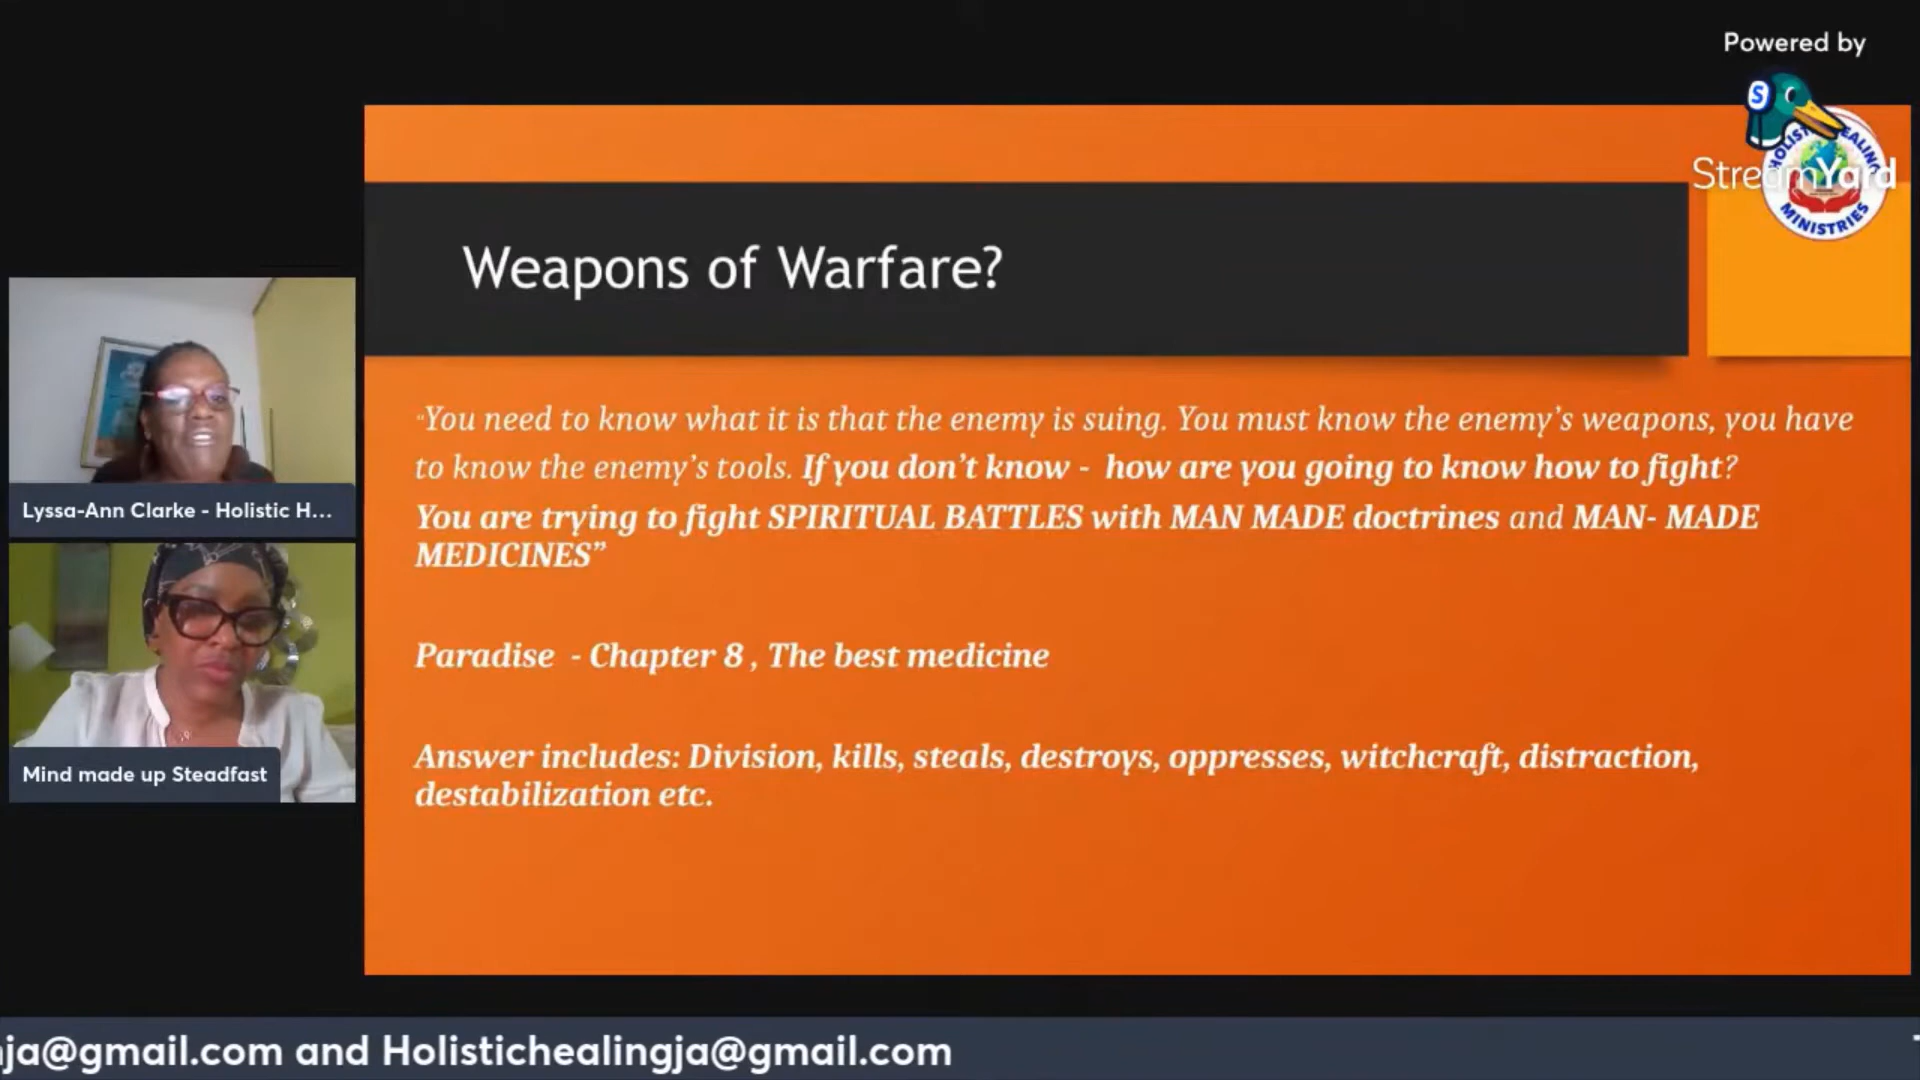 Powered by
S
StreamYard
HOLISTIC HEALING
MINISTRIES
Weapons of Warfare?
“You need to know what it is that the enemy is suing. You must know the enemy’s weapons, you have
to know the enemy’s tools. If you don’t know - how are you going to know how to fight?
You are trying to fight SPIRITUAL BATTLES with MAN MADE doctrines and MAN- MADE
MEDICINES”
Paradise - Chapter 8 , The best medicine
Answer includes: Division, kills, steals, destroys, oppresses, witchcraft, distraction,
destabilization etc.
Lyssa-Ann Clarke - Holistic H...
Mind made up Steadfast
ja@gmail.com and Holistichealingja@gmail.com